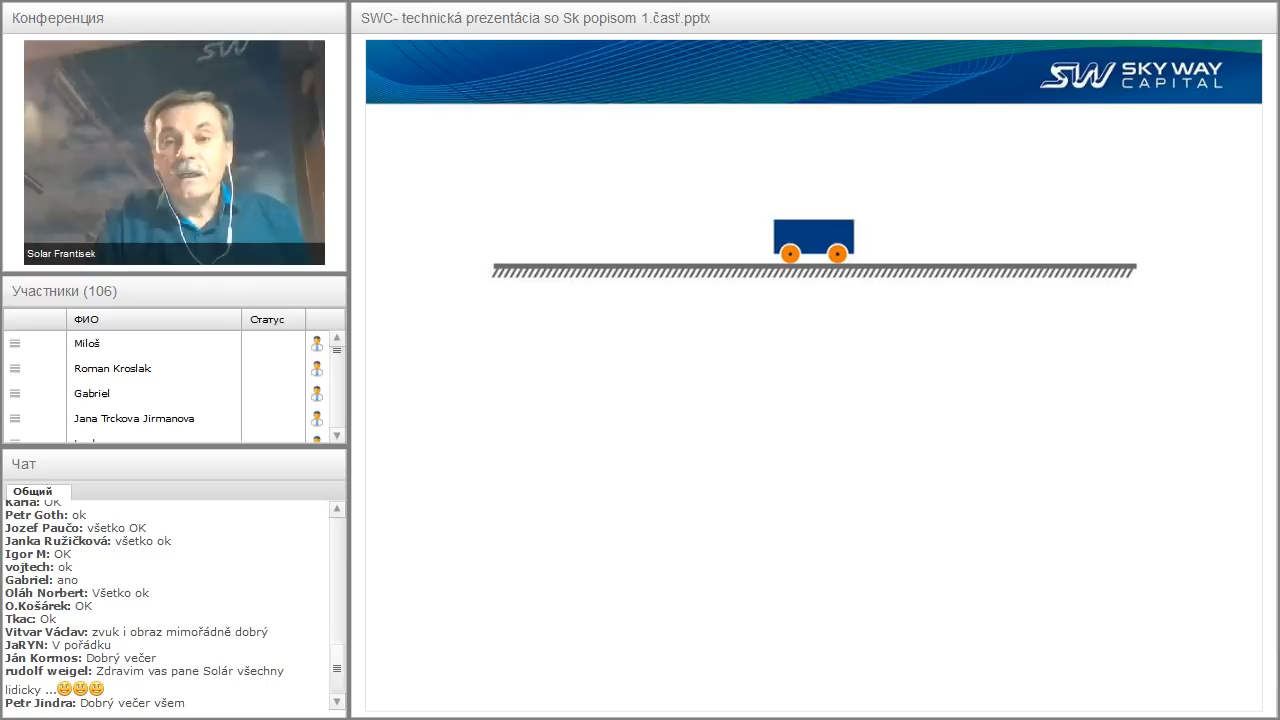 Конференция
SW
Solar Frantisek
Участники (106)
ФИО
Статус
Miloš
Roman Kroslak
Gabriel
Jana Trckova Jirmanova
Чат
Общий
Karla: OK
Petr Goth: ok
Jozef Paučo: všetko OK
Janka Ružičková: všetko ok
Igor M: OK
vojtech: ok
Gabriel: ano
Oláh Norbert: Všetko ok
O.Košárek: OK
Tkac: Ok
Vitvar Václav: zvuk i obraz mimořádně dobrý
JaRYN: V pořádku
Ján Kormos: Dobrý večer
rudolf weigel: Zdravim vas pane Solár všechny
lidicky ...
Petr Jindra: Dobrý večer všem
SWC- technická prezentácia so Sk popisom 1.časť.pptx
SW SKY WAY
CAPITAL